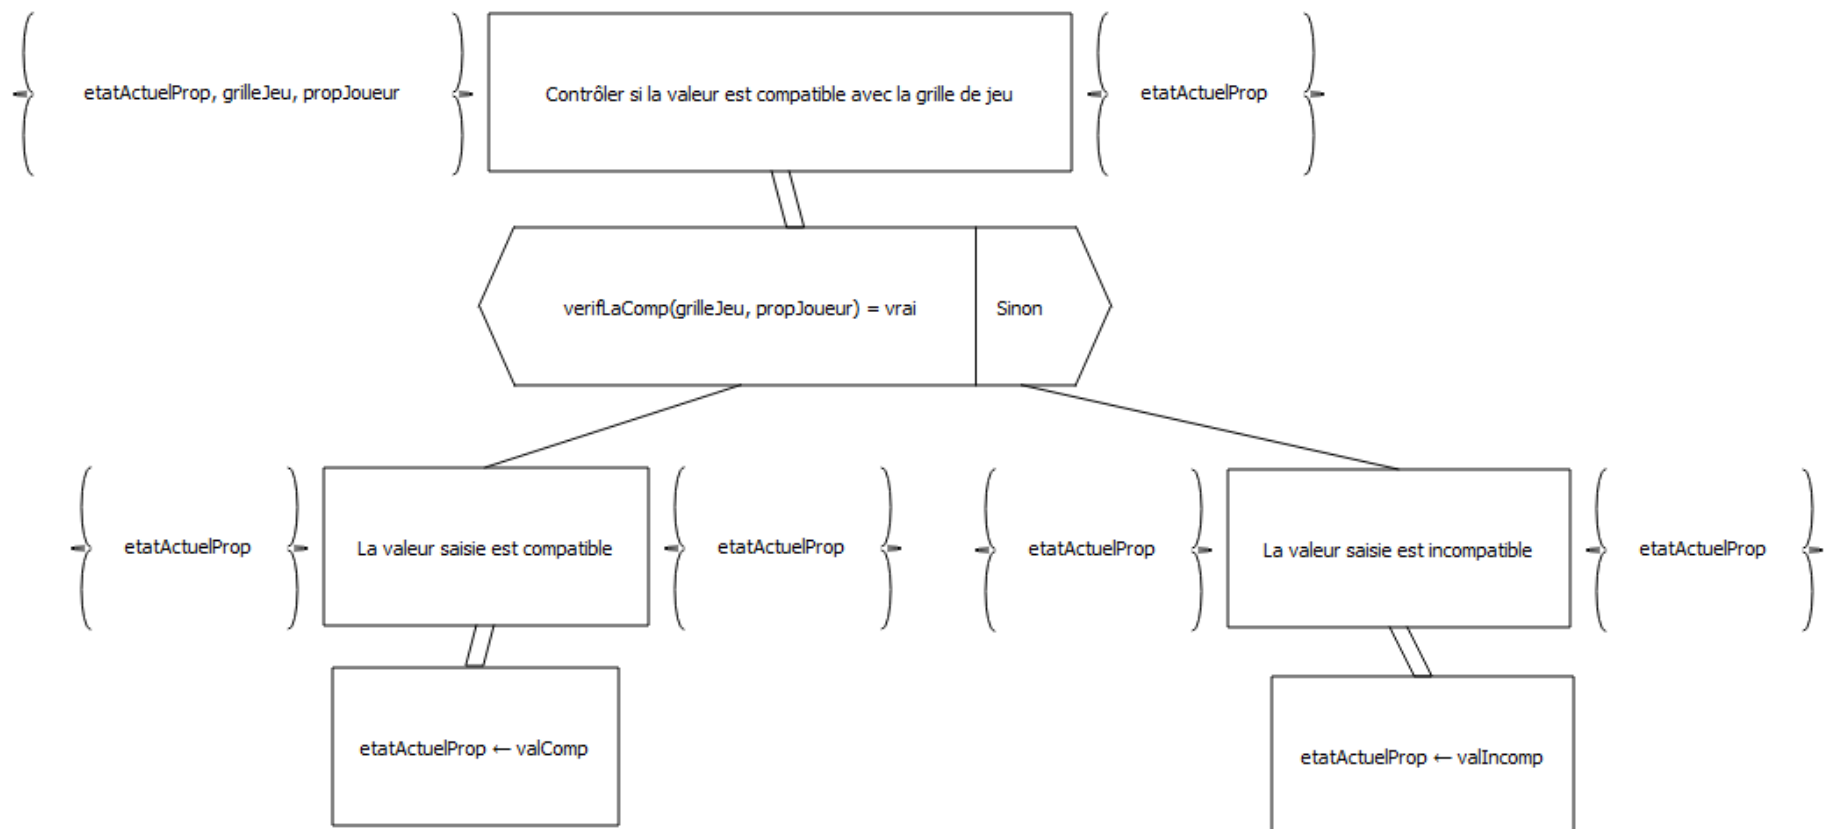 etatActuelProp, grilleJeu, propJoueur
Contrôler si la valeur est compatible avec la grille de jeu
etatActuelProp
verifLaComp(grilleJeu, propJoueur) = vrai
Sinon
etatActuelProp
La valeur saisie est compatible
etatActuelProp
etatActuelProp
La valeur saisie est incompatible
etatActuelProp
etatActuelProp ← valComp
etatActuelProp ← valIncomp